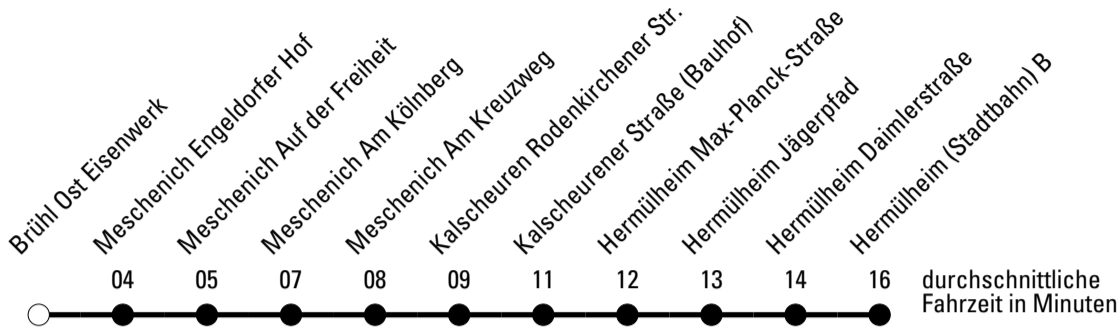 Brühl Ost Eisenwerk
Meschenich Engeldorfer Hof
Meschenich Auf der Freiheit
Meschenich Am Kölnberg
Meschenich Am Kreuzweg
Kalscheuren Rodenkirchener Str.
Kalscheurener Straße (Bauhof)
Hermülheim Max-Planck-Straße
Hermülheim Jägerpfad
Hermülheim Daimlerstraße
Hermülheim (Stadtbahn) B
04 05 07 08 09 11 12 13 14 16
durchschnittliche
Fahrzeit in Minuten